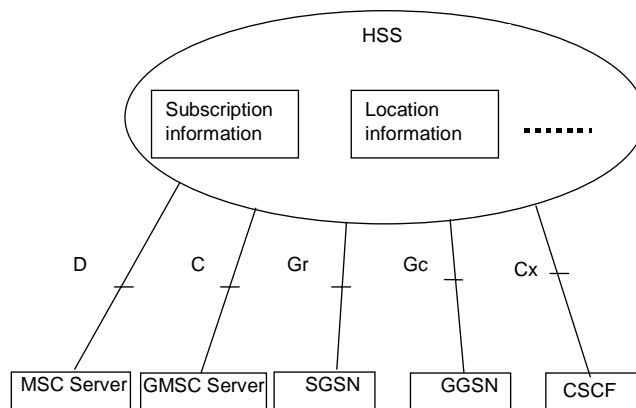 HSS
Subscription
information
Location
information
D
C
Gr
Gc
Cx
MSC Server
GMSC Server
SGSN
GGSN
CSCF